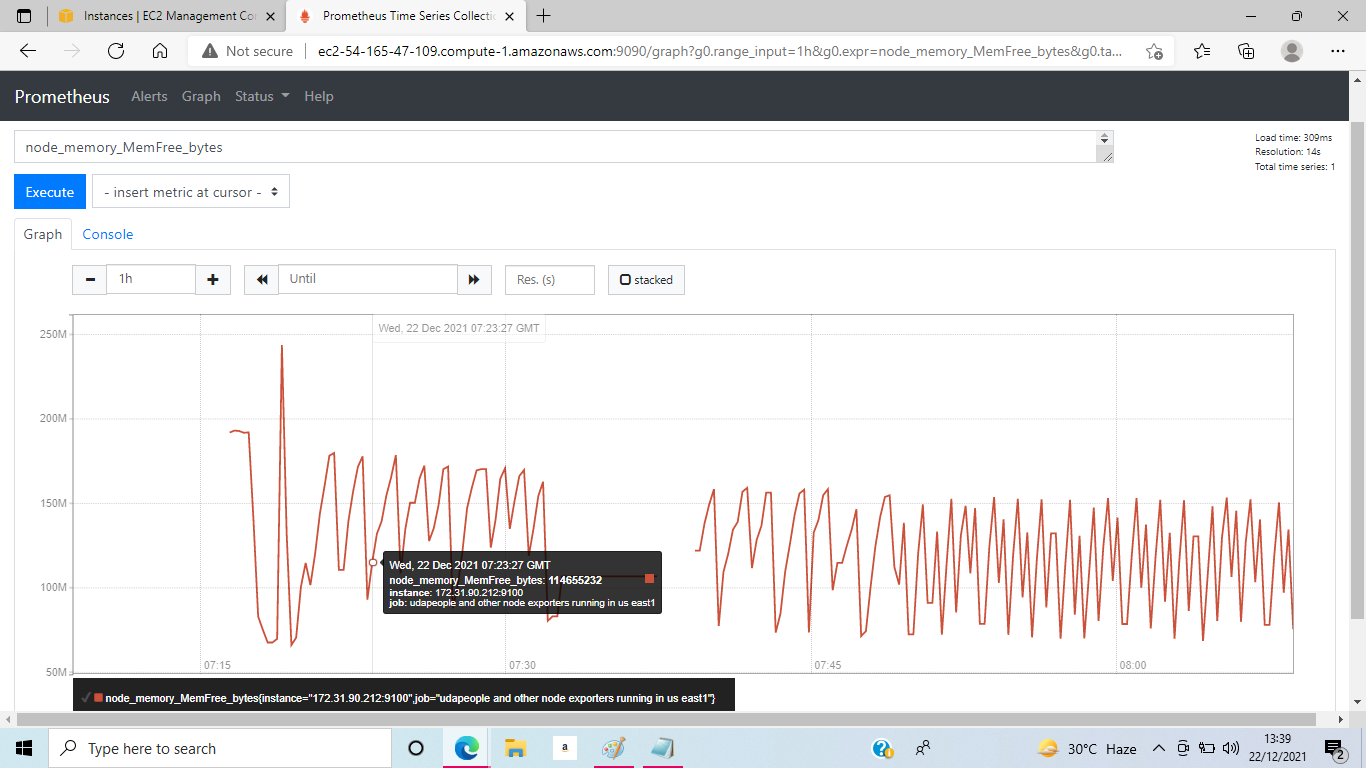 Instances | EC2 Management Co
Prometheus Time Series Collecti
Not secure
ec2-54-165-47-109.compute-1.amazonaws.com:9090/graph?g0.range_input=1h&g0.expr=node_memory_MemFree_bytes&g0.ta...
Prometheus Alerts Graph Status Help
node_memory_MemFree_bytes
Load time: 309ms
Resolution: 14s
Total time series: 1
Execute - insert metric at cursor -
Graph Console
1h Until Res. (s) stacked
Wed, 22 Dec 2021 07:23:27 GMT
250M
200M
150M
100M
50M
Wed, 22 Dec 2021 07:23:27 GMT
node_memory_MemFree_bytes: 114655232
instance: 172.31.90.212:9100
job: udapeople and other node exporters running in us east1
07:15 07:30 07:45 08:00
node_memory_MemFree_bytes{instance="172.31.90.212:9100",job="udapeople and other node exporters running in us east1"}
Type here to search
a
30°C Haze
13:39
22/12/2021
2